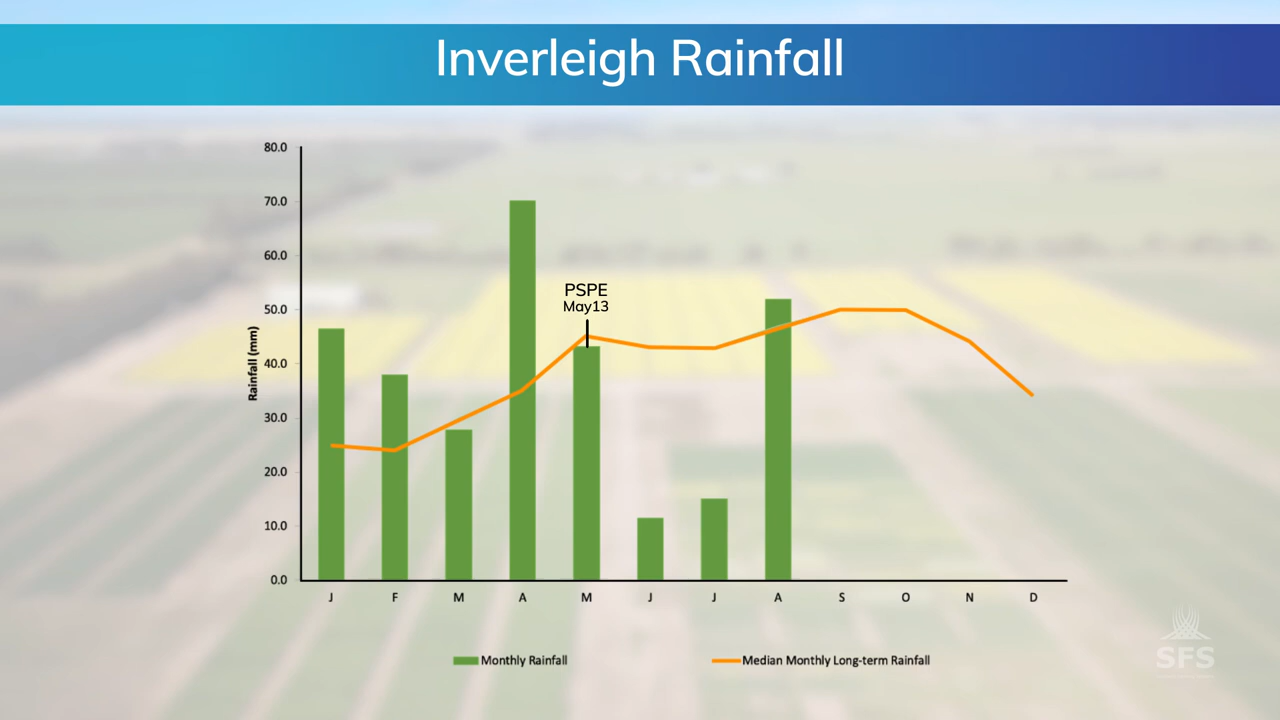 Inverleigh Rainfall
80.0
70.0
60.0
50.0
40.0
30.0
20.0
10.0
0.0
Rainfall (mm)
PSPE
May13
J F M A M J J A S O N D
Monthly Rainfall
Median Monthly Long-term Rainfall
SFS